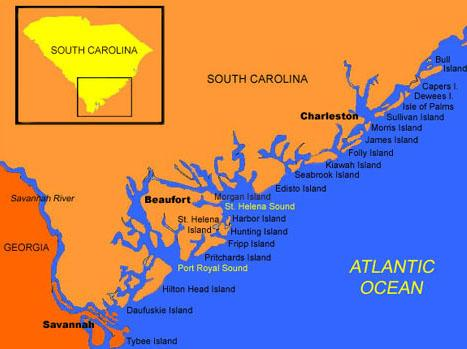 SOUTH CAROLINA
SOUTH CAROLINA
Bull
Island
Capers I.
Dewees I.
Isle of Palms
Charleston
Sullivan Island
Morris Island
James Island
Folly Island
Kiawah Island
Seabrook Island
Edisto Island
Savannah River
Beaufort
Morgan Island
St. Helena Sound
St. Helena
Island
Harbor Island
Hunting Island
GEORGIA
Fripp Island
Pritchards Island
Port Royal Sound
ATLANTIC
OCEAN
Hilton Head Island
Daufuskie Island
Savannah
Tybee Island